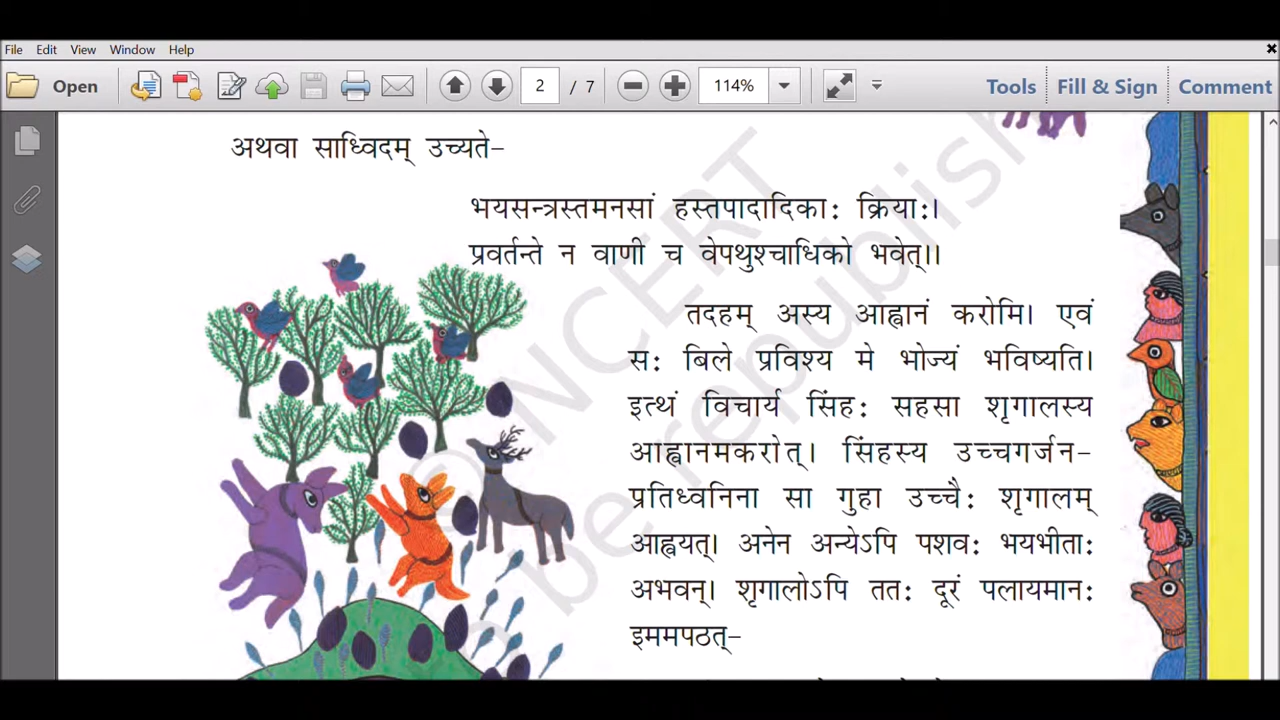 File Edit View Window Help
Open 2 / 7 114% Tools Fill & Sign Comment
अथवा साध्विदम् उच्यते-
भयसन्त्रस्तमनसां हस्तपादादिकाः क्रियाः।
प्रवर्तन्ते न वाणी च वेपथुश्चाधिको भवेत्।।
तदहम् अस्य आह्वानं करोमि। एवं
सः बिले प्रविश्य मे भोज्यं भविष्यति।
इत्थं विचार्य सिंहः सहसा शृगालस्य
आह्वानमकरोत्। सिंहस्य उच्चगर्जन-
प्रतिध्वनिना सा गुहा उच्चैः शृगालम्
आह्वयत्। अनेन अन्येऽपि पशवः भयभीताः
अभवन्। शृगालोऽपि ततः दूरं पलायमानः
इममपठत्-
© NCERT
be republish